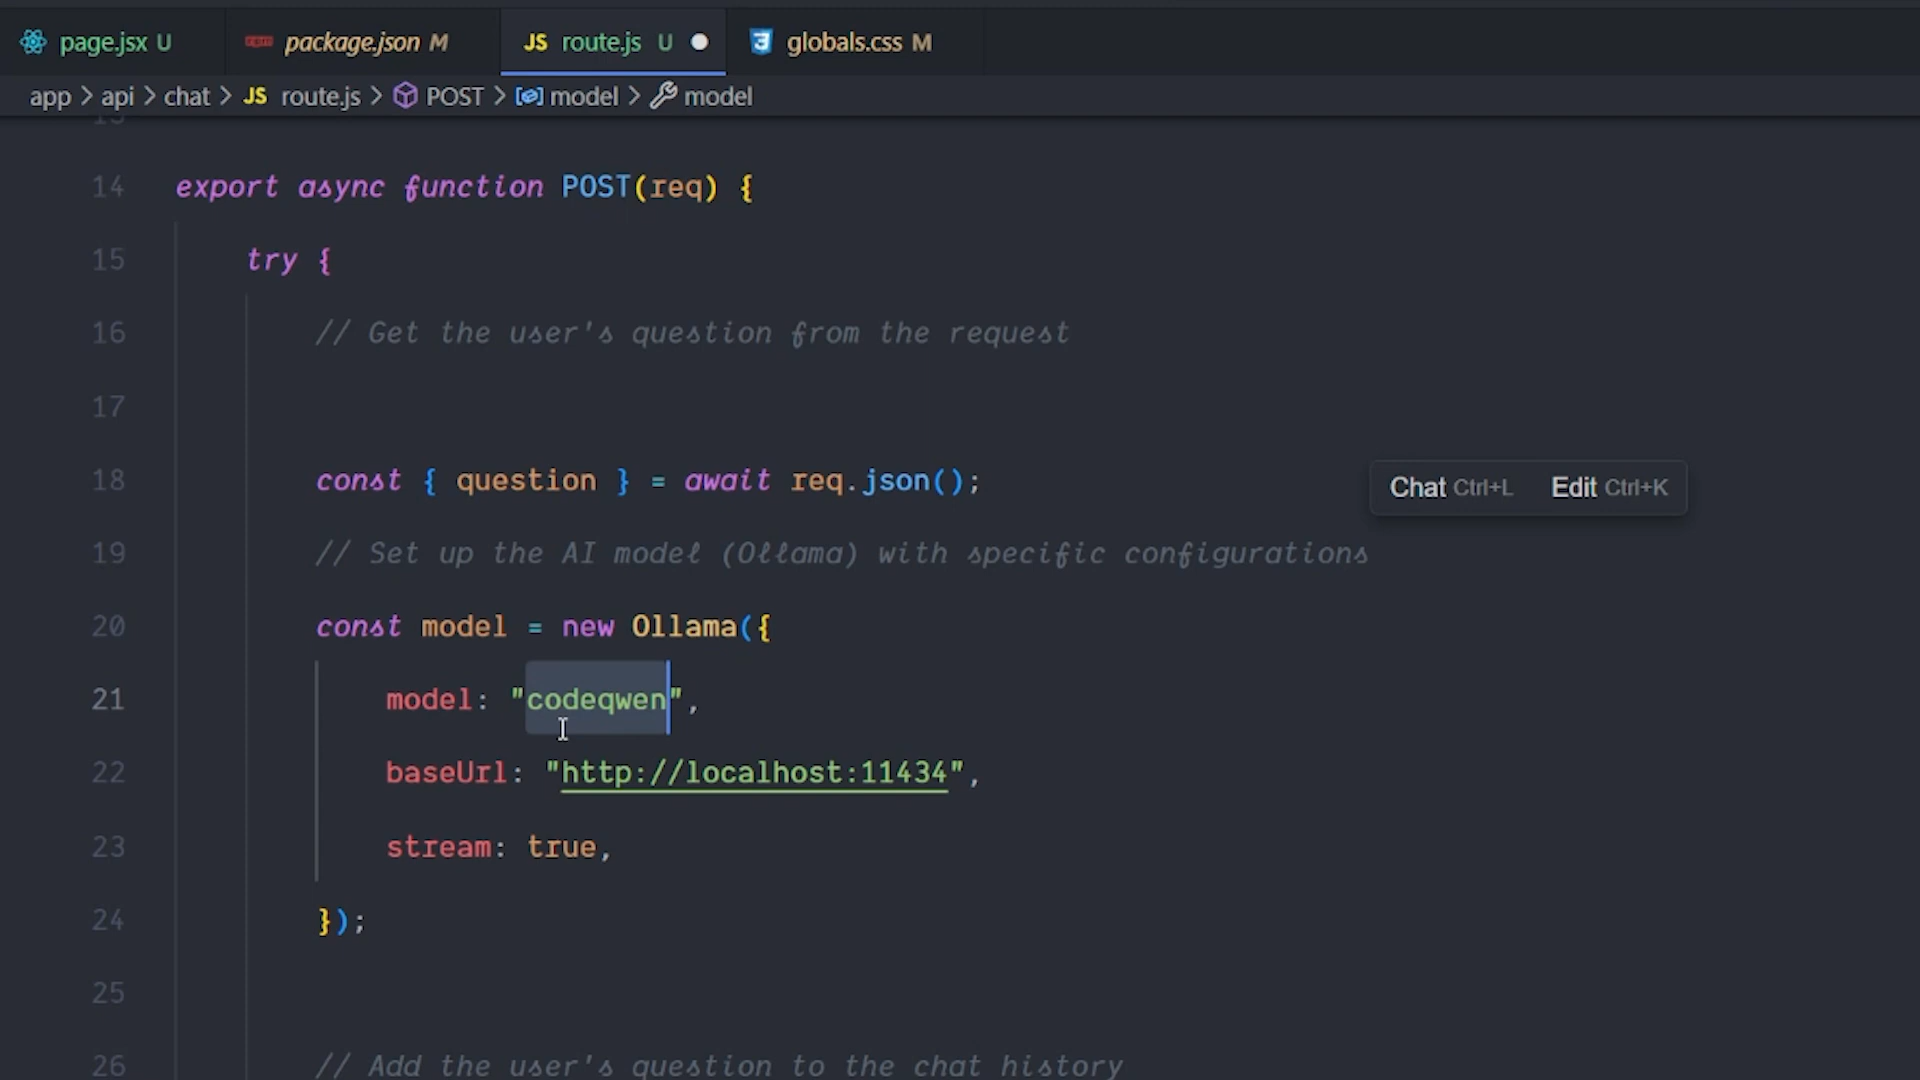 page.jsx U
npm package.json M
JS route.js U
3 globals.css M
app > api > chat > JS route.js > POST > model > model
14 export async function POST(req) {
15 try {
16 // Get the user's question from the request
17
18 const { question } = await req.json();
Chat Ctrl+L Edit Ctrl+K
19 // Set up the AI model (Ollama) with specific configurations
20 const model = new Ollama({
21 model: "codeqwen",
22 baseUrl: "http://localhost:11434",
23 stream: true,
24 });
25
26 // Add the user's question to the chat history